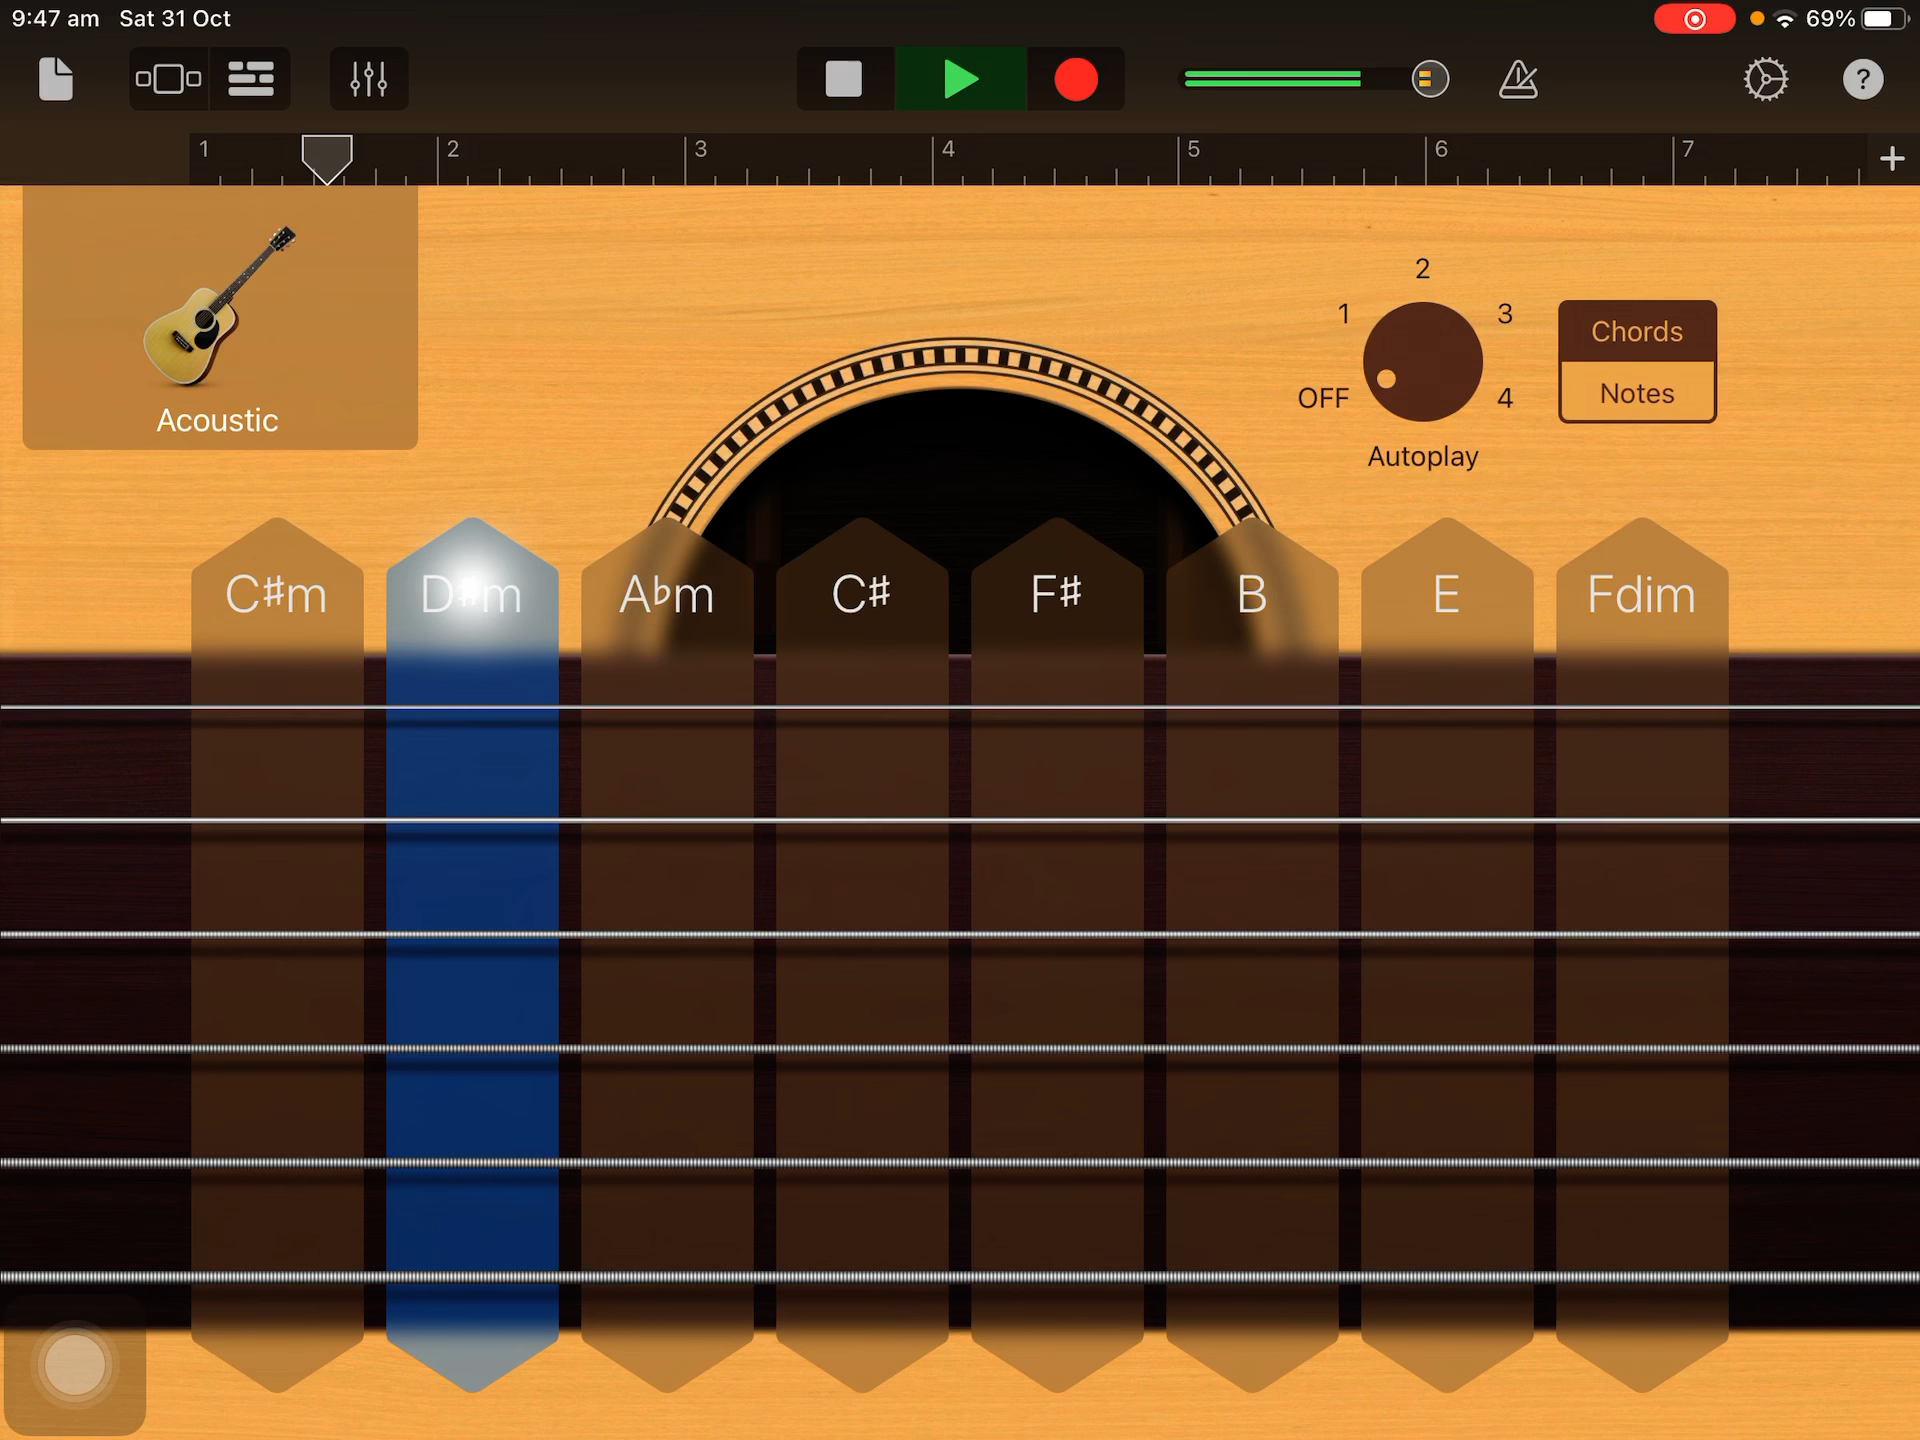 9:47 am Sat 31 Oct 69%
?
1 2 3 4 5 6 7 +
2
1 3
Chords
OFF 4
Notes
Acoustic
Autoplay
C♯m D♯m A♭m C♯ F♯ B E Fdim